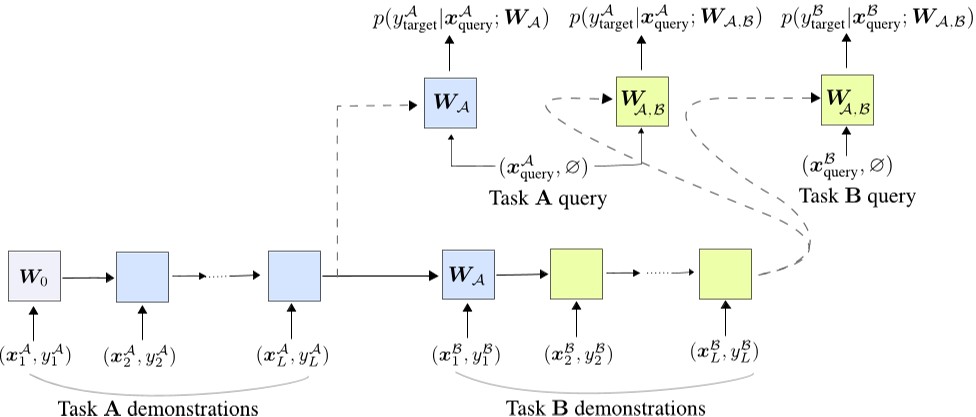 p(y^𝒜_target|x^𝒜_query; W_𝒜) p(y^𝒜_target|x^𝒜_query; W_𝒜,ℬ) p(y^ℬ_target|x^ℬ_query; W_𝒜,ℬ)
W_𝒜 W_𝒜,ℬ W_𝒜,ℬ
(x^𝒜_query, ∅) (x^ℬ_query, ∅)
Task A query Task B query
W_0 W_𝒜
(x^𝒜_1, y^𝒜_1) (x^𝒜_2, y^𝒜_2) (x^𝒜_L, y^𝒜_L) (x^ℬ_1, y^ℬ_1) (x^ℬ_2, y^ℬ_2) (x^ℬ_L, y^ℬ_L)
Task A demonstrations Task B demonstrations